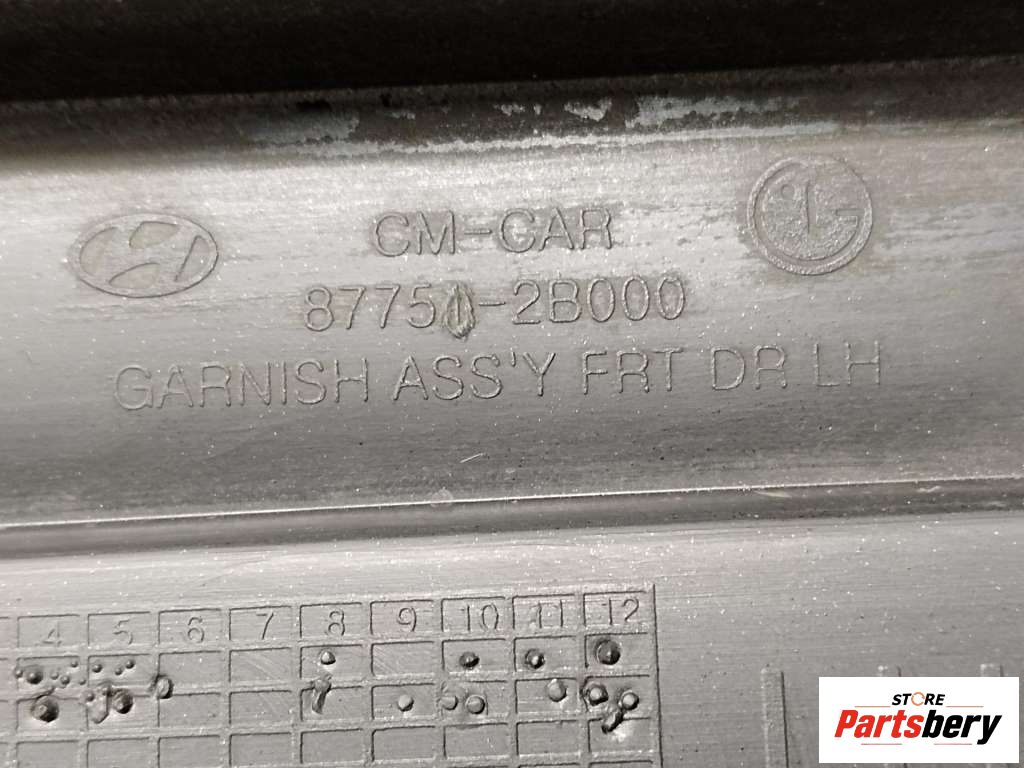 CM-CAR
87751-2B000
GARNISH ASS'Y FRT DR LH
4 5 6 7 8 9 10 11 12
STORE
Partsbery